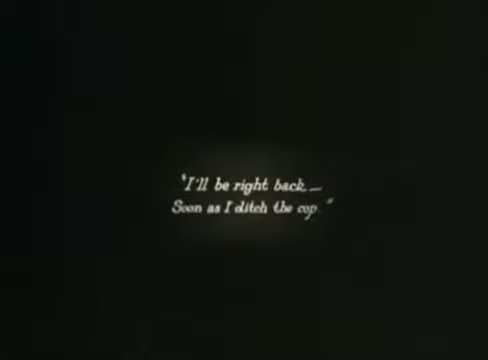 "I'll be right back—
Soon as I ditch the cop."